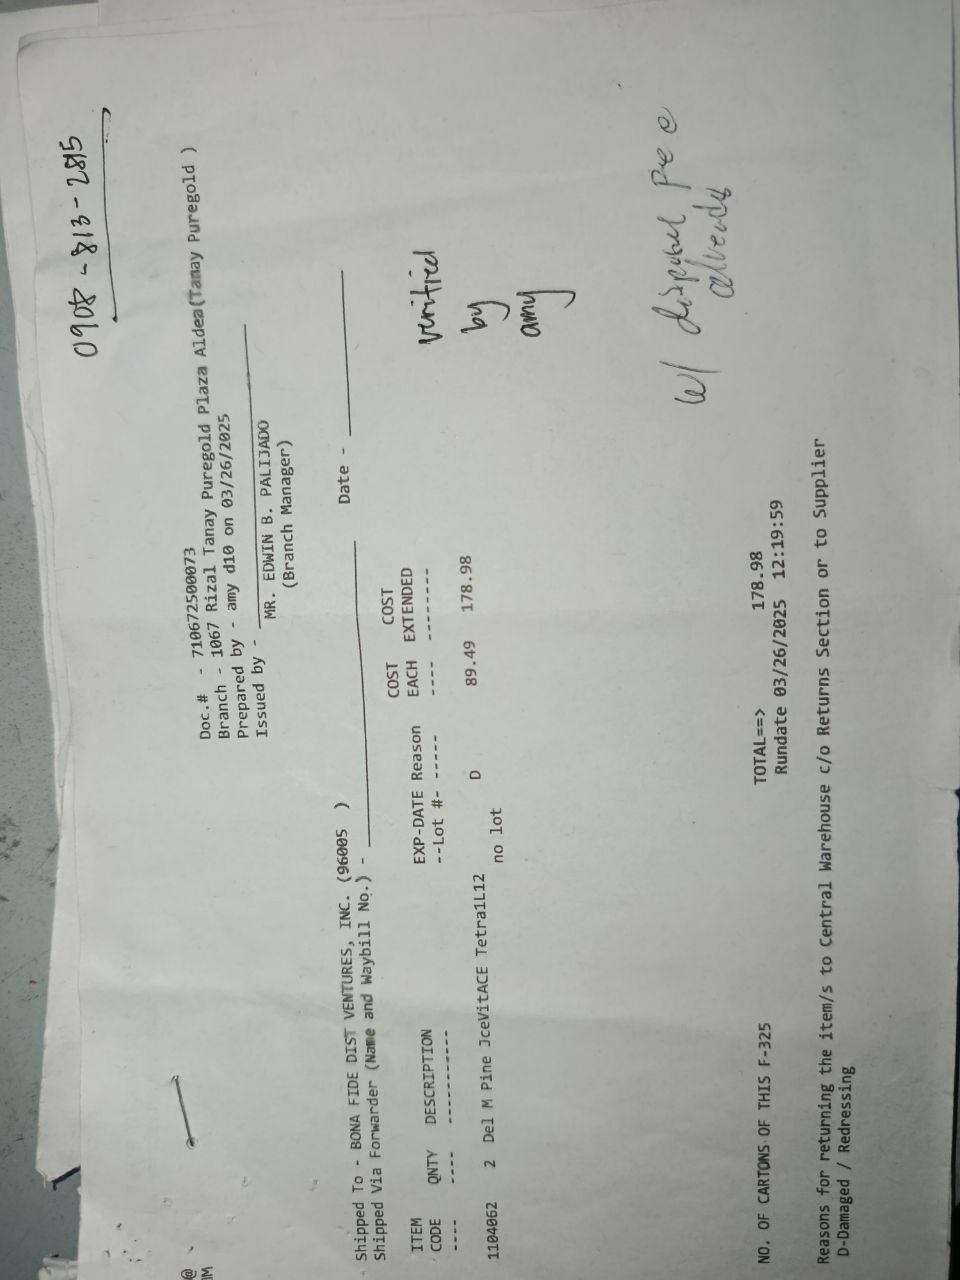 0908-813-2815
Doc.# - 710672500073
Branch - 1067 Rizal Tanay Puregold Plaza Aldea(Tanay Puregold )
Prepared by - amy d10 on 03/26/2025
Issued by -
MR. EDWIN B. PALIJADO
(Branch Manager)
Shipped To - BONA FIDE DIST VENTURES, INC. (96005 )
Shipped Via Forwarder (Name and Waybill No.) - Date -
COST COST
ITEM EXP-DATE Reason EACH EXTENDED
CODE QNTY DESCRIPTION --Lot #- ----- ---- --------
---- ---- -----------
verified
1104062 2 Del M Pine JceVitACE Tetra1L12 D 89.49 178.98
no lot
by
amy
w/ disposal
TOTAL==> 178.98
NO. OF CARTONS OF THIS F-325 Rundate 03/26/2025 12:19:59
Reasons for returning the item/s to Central Warehouse c/o Returns Section or to Supplier
D-Damaged / Redressing